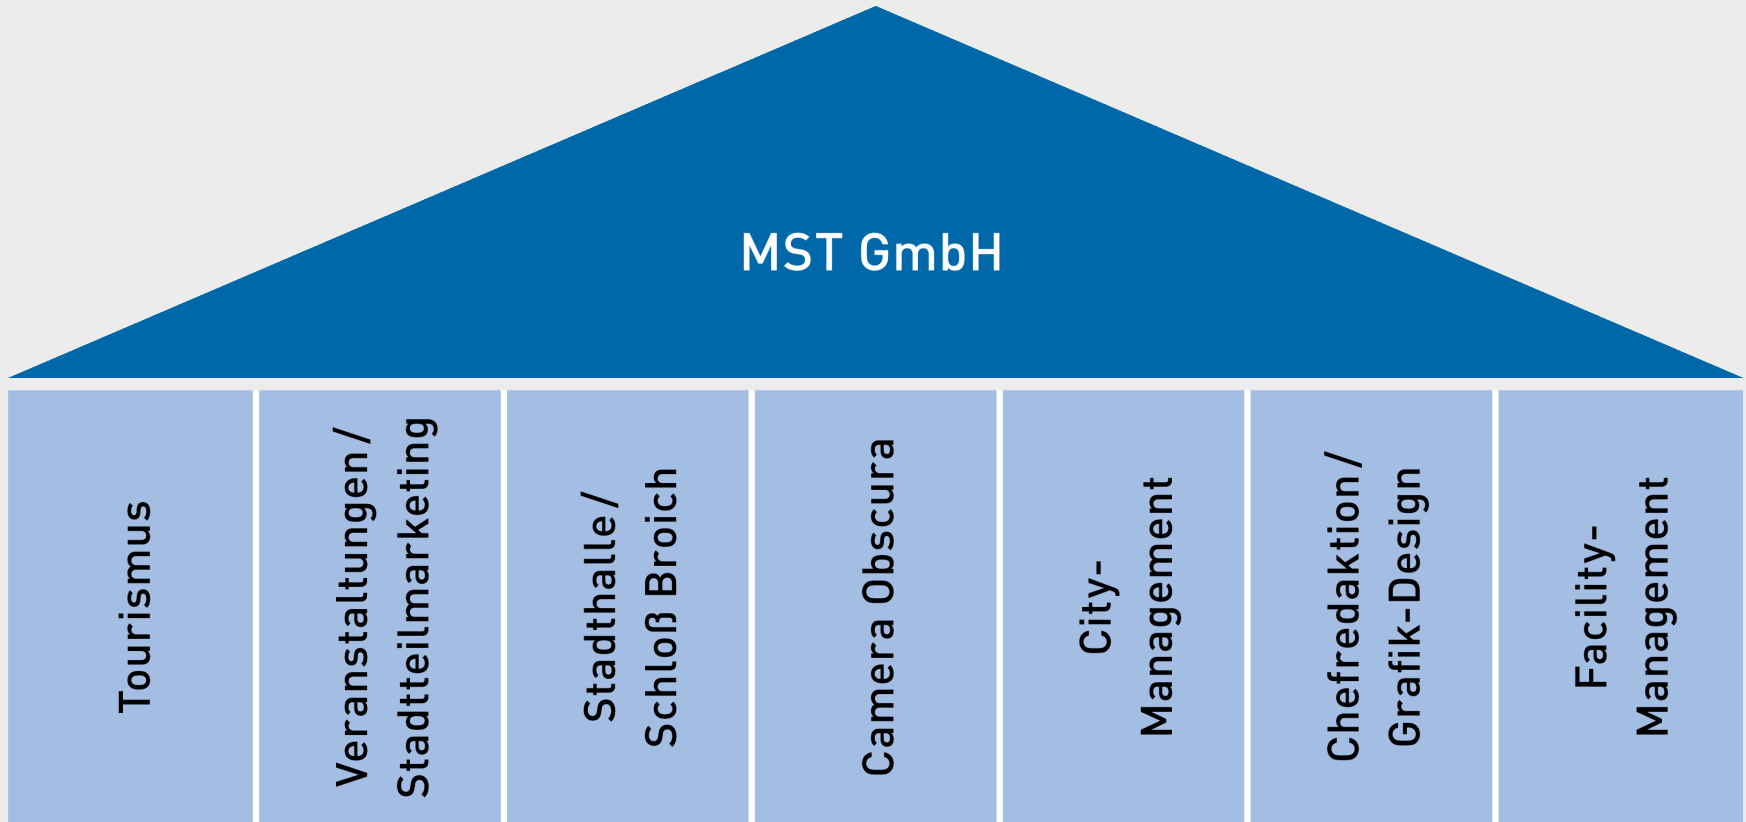 MST GmbH
Tourismus
Veranstaltungen/
Stadtteilmarketing
Stadthalle/
Schloß Broich
Camera Obscura
City-
Management
Chefredaktion/
Grafik-Design
Facility-
Management